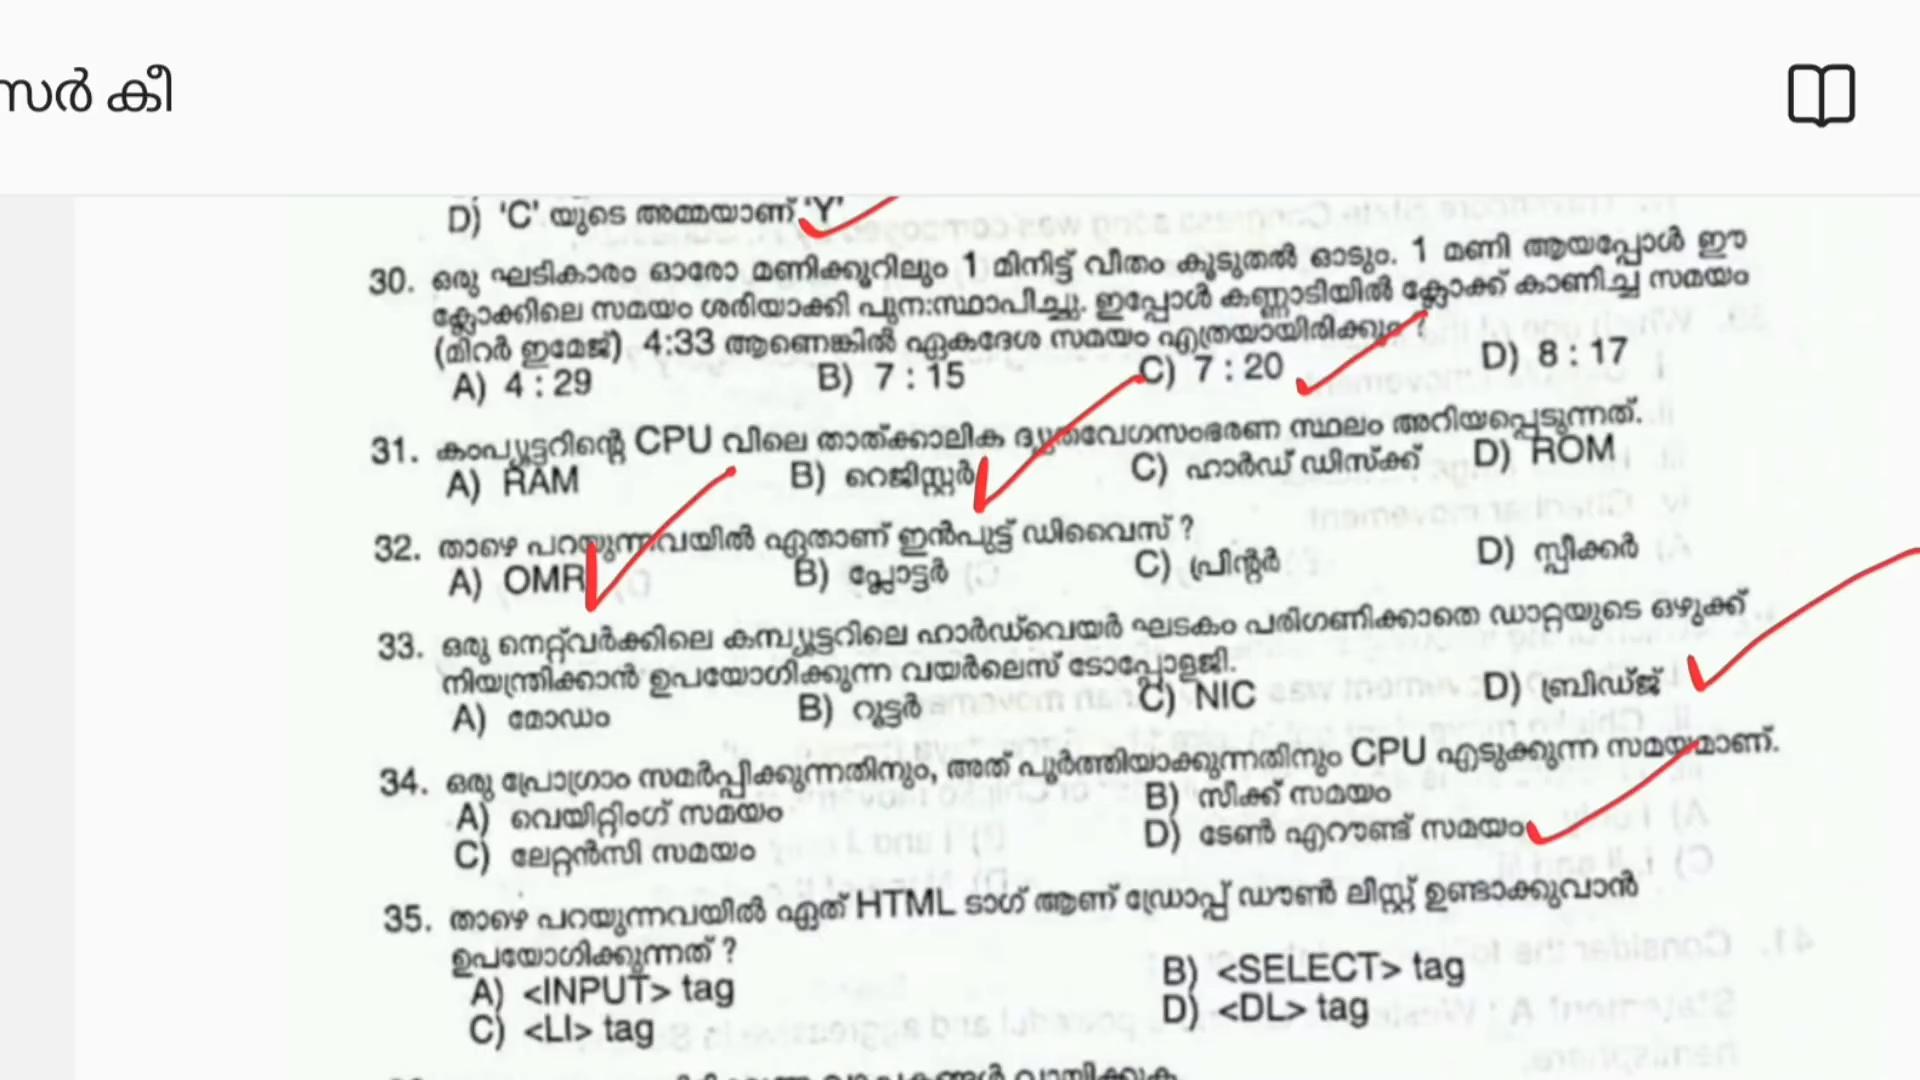 സർ കീ
D) 'C' യുടെ അമ്മയാണ് 'Y'
30. ഒരു ഘടികാരം ഓരോ മണിക്കൂറിലും 1 മിനിട്ട് വീതം കൂടുതൽ ഓടും. 1 മണി ആയപ്പോൾ ഈ
ക്ലോക്കിലെ സമയം ശരിയാക്കി പുനഃസ്ഥാപിച്ചു. ഇപ്പോൾ കണ്ണാടിയിൽ ക്ലോക്ക് കാണിച്ച സമയം
(മിറർ ഇമേജ്) 4:33 ആണെങ്കിൽ ഏകദേശ സമയം എത്രയായിരിക്കും ?
A) 4 : 29 B) 7 : 15 C) 7 : 20 D) 8 : 17
31. കംപ്യൂട്ടറിന്റെ CPU വിലെ താത്ക്കാലിക ദ്രുതവേഗസംഭരണ സ്ഥലം അറിയപ്പെടുന്നത്.
A) RAM B) റെജിസ്റ്റർ C) ഹാർഡ് ഡിസ്ക്ക് D) ROM
32. താഴെ പറയുന്നവയിൽ ഏതാണ് ഇൻപുട്ട് ഡിവൈസ് ?
A) OMR B) പ്ലോട്ടർ C) പ്രിന്റർ D) സ്പീക്കർ
33. ഒരു നെറ്റ്‌വർക്കിലെ കമ്പ്യൂട്ടറിലെ ഹാർഡ്‌വെയർ ഘടകം പരിഗണിക്കാതെ ഡാറ്റയുടെ ഒഴുക്ക്
നിയന്ത്രിക്കാൻ ഉപയോഗിക്കുന്ന വയർലെസ് ടോപ്പോളജി.
A) മോഡം B) റൂട്ടർ C) NIC D) ബ്രിഡ്ജ്
34. ഒരു പ്രോഗ്രാം സമർപ്പിക്കുന്നതിനും, അത് പൂർത്തിയാക്കുന്നതിനും CPU എടുക്കുന്ന സമയമാണ്.
A) വെയിറ്റിംഗ് സമയം B) സീക്ക് സമയം
C) ലേറ്റൻസി സമയം D) ടേൺ എറൗണ്ട് സമയം
35. താഴെ പറയുന്നവയിൽ ഏത് HTML ടാഗ് ആണ് ഡ്രോപ്പ് ഡൗൺ ലിസ്റ്റ് ഉണ്ടാക്കുവാൻ
ഉപയോഗിക്കുന്നത് ?
A) <INPUT> tag B) <SELECT> tag
C) <LI> tag D) <DL> tag